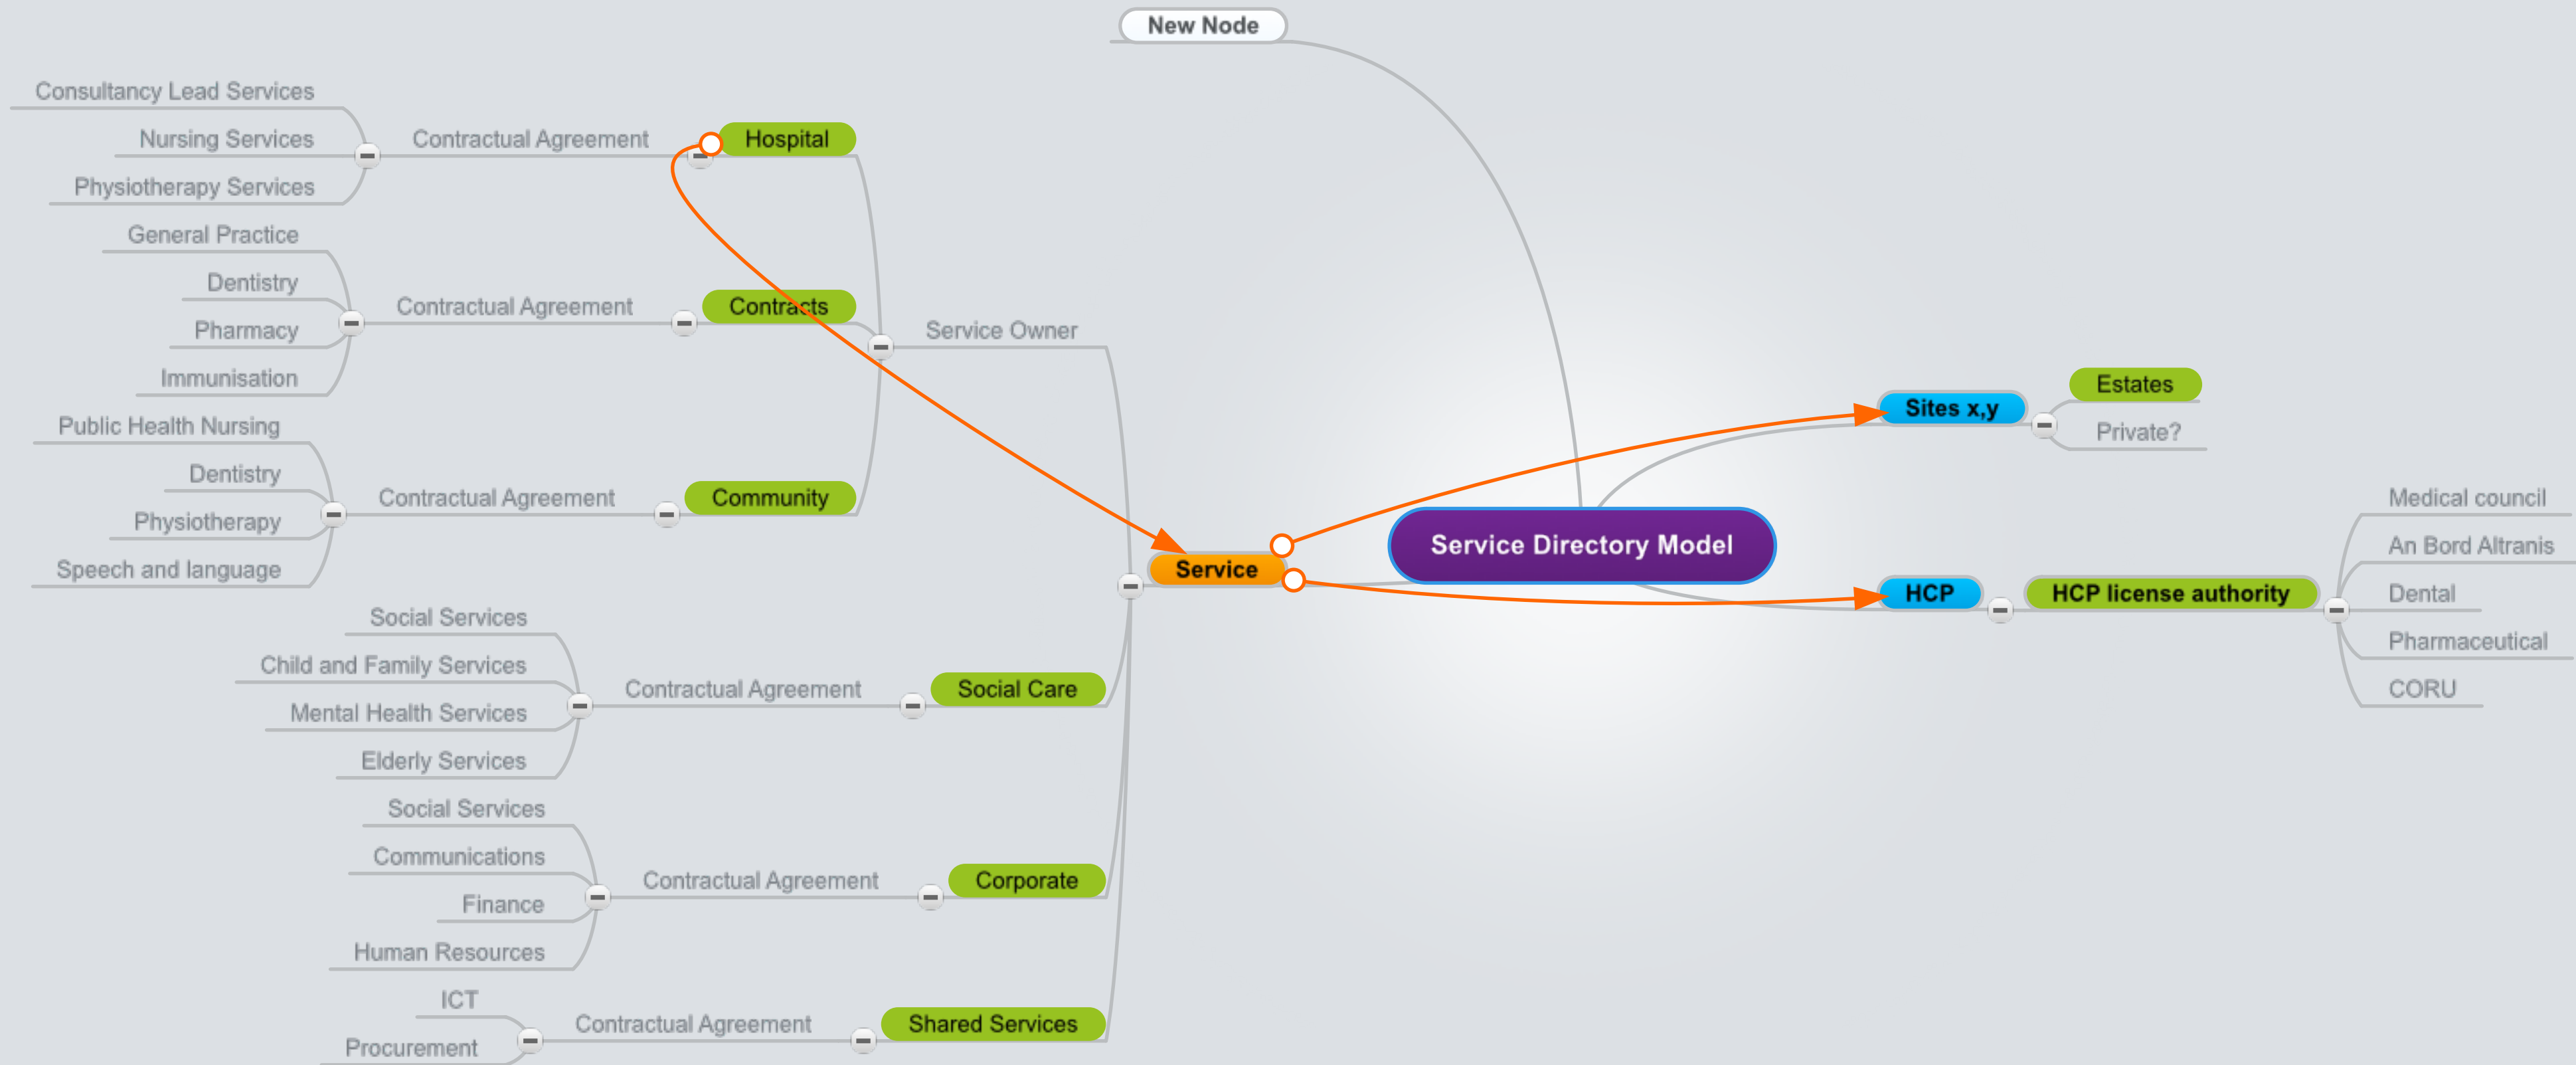 New Node
Consultancy Lead Services
Nursing Services
Physiotherapy Services
Contractual Agreement
Hospital
General Practice
Dentistry
Pharmacy
Immunisation
Contractual Agreement
Contracts
Service Owner
Public Health Nursing
Dentistry
Physiotherapy
Speech and language
Contractual Agreement
Community
Service
Social Services
Child and Family Services
Mental Health Services
Elderly Services
Contractual Agreement
Social Care
Social Services
Communications
Finance
Human Resources
Contractual Agreement
Corporate
ICT
Procurement
Contractual Agreement
Shared Services
Service Directory Model
Sites x,y
Estates
Private?
HCP
HCP license authority
Medical council
An Bord Altranis
Dental
Pharmaceutical
CORU